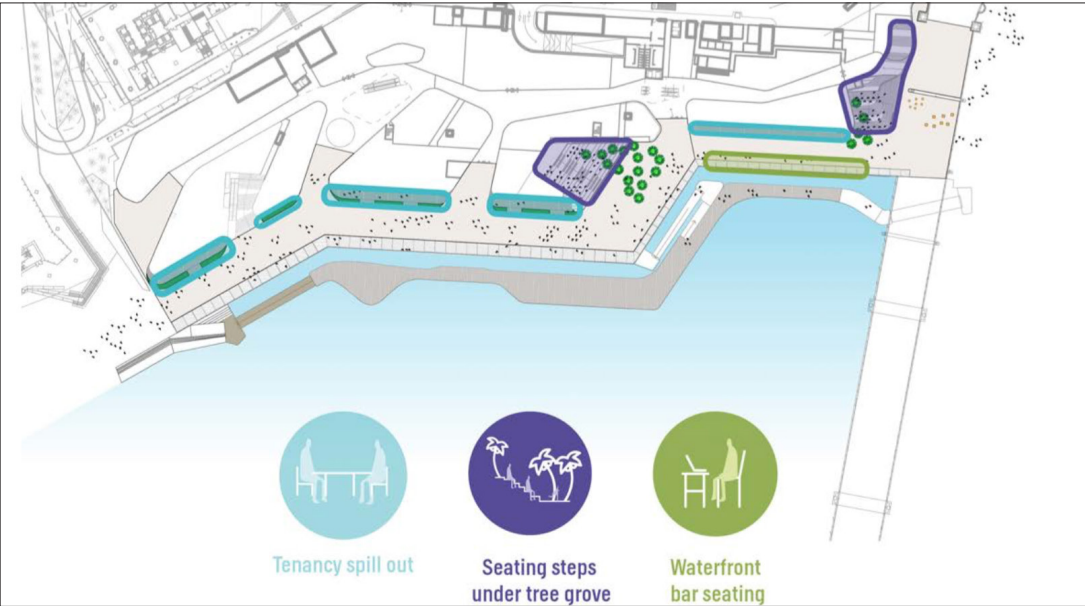 Tenancy spill out
Seating steps
under tree grove
Waterfront
bar seating